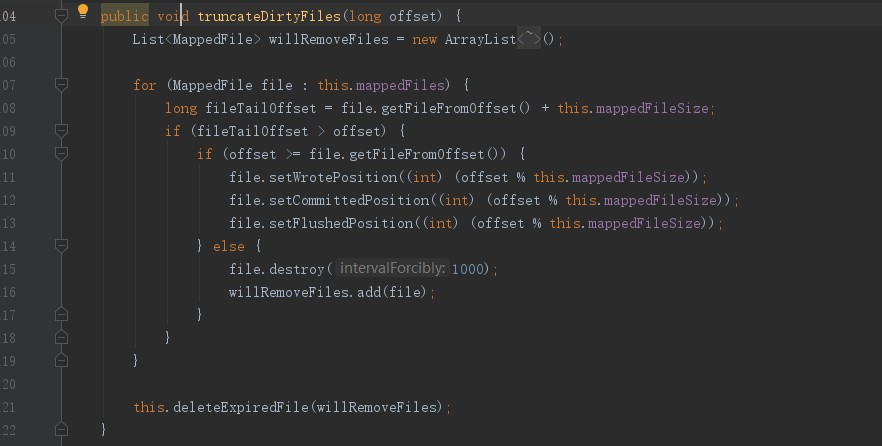 04 public void truncateDirtyFiles(long offset) {
05 List<MappedFile> willRemoveFiles = new ArrayList<~>();
06
07 for (MappedFile file : this.mappedFiles) {
08 long fileTailOffset = file.getFileFromOffset() + this.mappedFileSize;
09 if (fileTailOffset > offset) {
10 if (offset >= file.getFileFromOffset()) {
11 file.setWrotePosition((int) (offset % this.mappedFileSize));
12 file.setCommittedPosition((int) (offset % this.mappedFileSize));
13 file.setFlushedPosition((int) (offset % this.mappedFileSize));
14 } else {
15 file.destroy( intervalForcibly: 1000);
16 willRemoveFiles.add(file);
17 }
18 }
19 }
20
21 this.deleteExpiredFile(willRemoveFiles);
22 }